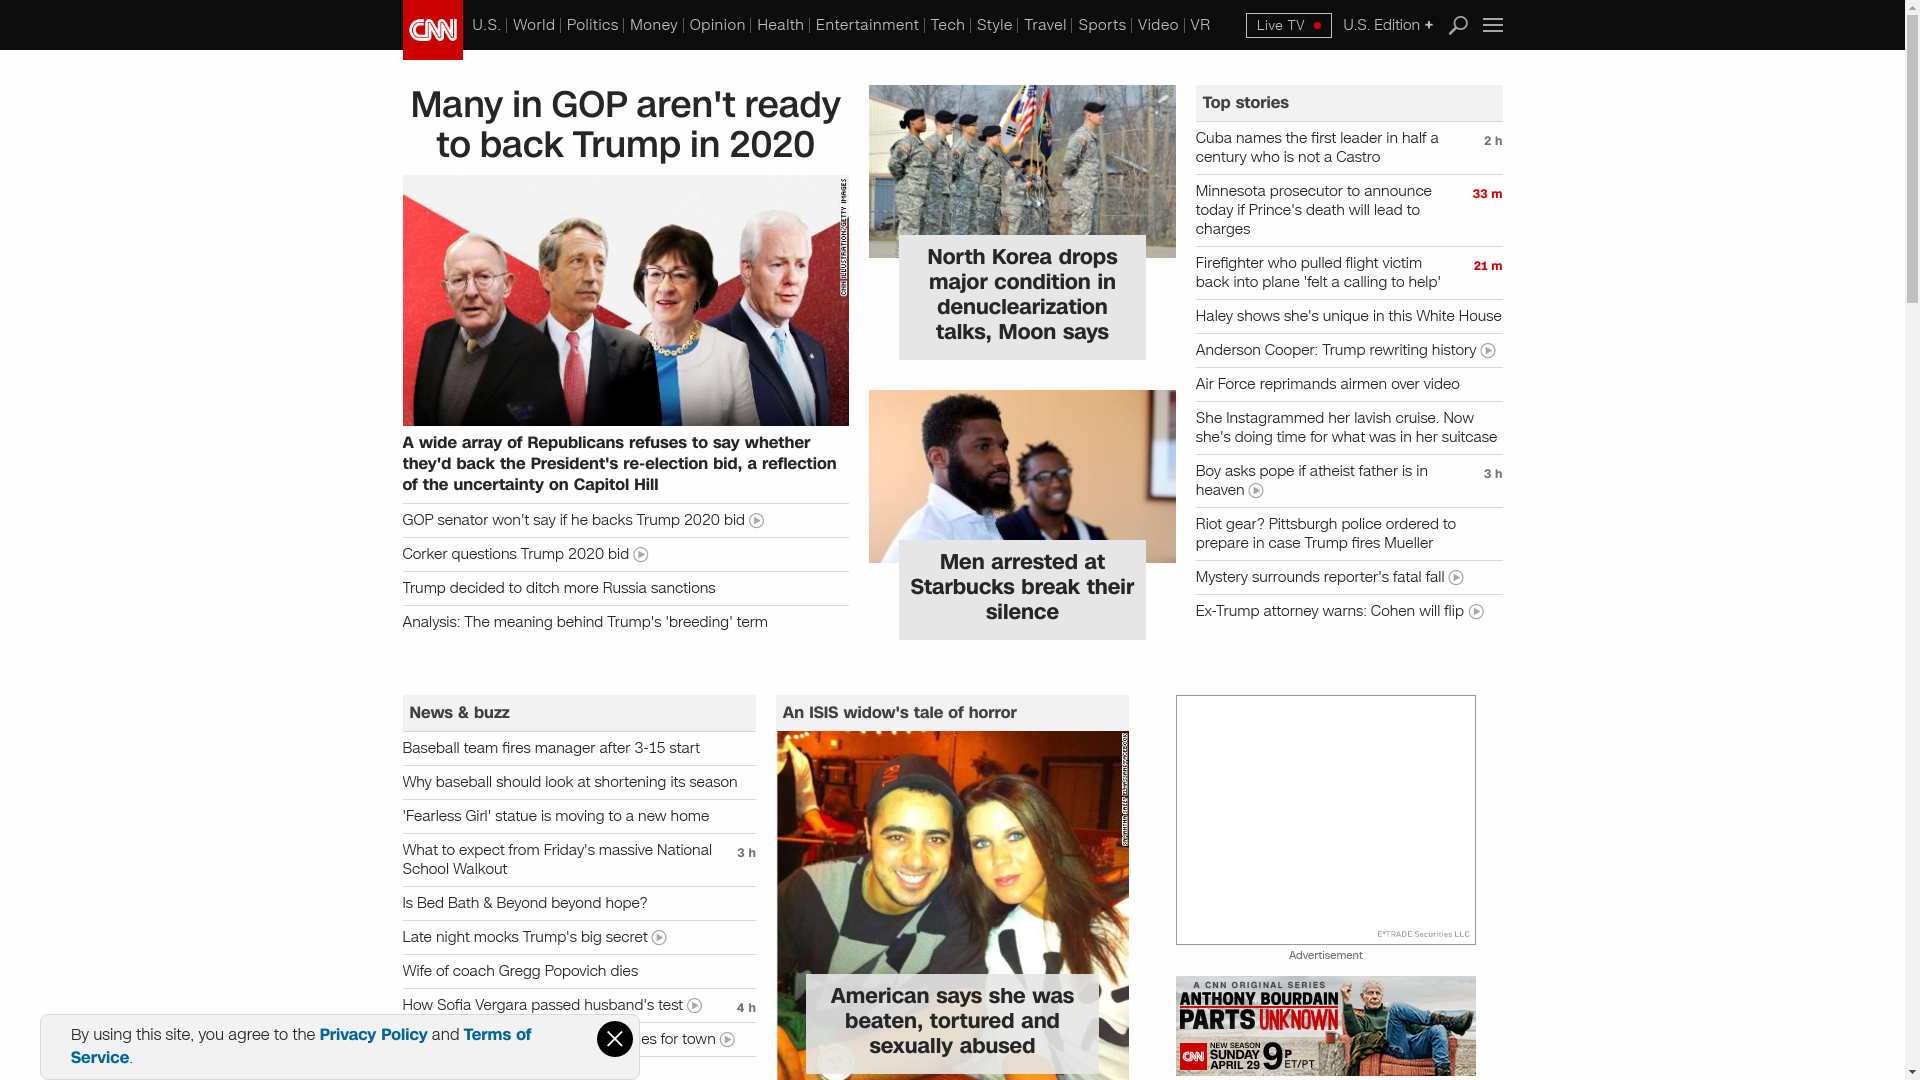 CNN
U.S.
World
Politics
Money
Opinion
Health
Entertainment
Tech
Style
Travel
Sports
Video
VR
Live TV
U.S. Edition +
Many in GOP aren't ready
to back Trump in 2020
CNN ILLUSTRATION/GETTY IMAGES
A wide array of Republicans refuses to say whether
they'd back the President's re-election bid, a reflection
of the uncertainty on Capitol Hill
GOP senator won't say if he backs Trump 2020 bid
Corker questions Trump 2020 bid
Trump decided to ditch more Russia sanctions
Analysis: The meaning behind Trump's 'breeding' term
North Korea drops
major condition in
denuclearization
talks, Moon says
Men arrested at
Starbucks break their
silence
Top stories
Cuba names the first leader in half a
century who is not a Castro
2 h
Minnesota prosecutor to announce
today if Prince's death will lead to
charges
33 m
Firefighter who pulled flight victim
back into plane 'felt a calling to help'
21 m
Haley shows she's unique in this White House
Anderson Cooper: Trump rewriting history
Air Force reprimands airmen over video
She Instagrammed her lavish cruise. Now
she's doing time for what was in her suitcase
Boy asks pope if atheist father is in
heaven
3 h
Riot gear? Pittsburgh police ordered to
prepare in case Trump fires Mueller
Mystery surrounds reporter's fatal fall
Ex-Trump attorney warns: Cohen will flip
News & buzz
Baseball team fires manager after 3-15 start
Why baseball should look at shortening its season
'Fearless Girl' statue is moving to a new home
What to expect from Friday's massive National
School Walkout
3 h
Is Bed Bath & Beyond beyond hope?
Late night mocks Trump's big secret
Wife of coach Gregg Popovich dies
How Sofia Vergara passed husband's test
4 h
es for town
An ISIS widow's tale of horror
American says she was
beaten, tortured and
sexually abused
E*TRADE Securities LLC
Advertisement
A CNN ORIGINAL SERIES
ANTHONY BOURDAIN
PARTS UNKNOWN
CNN
NEW SEASON
SUNDAY
APRIL 29
9P
ET/PT
By using this site, you agree to the Privacy Policy and Terms of
Service.